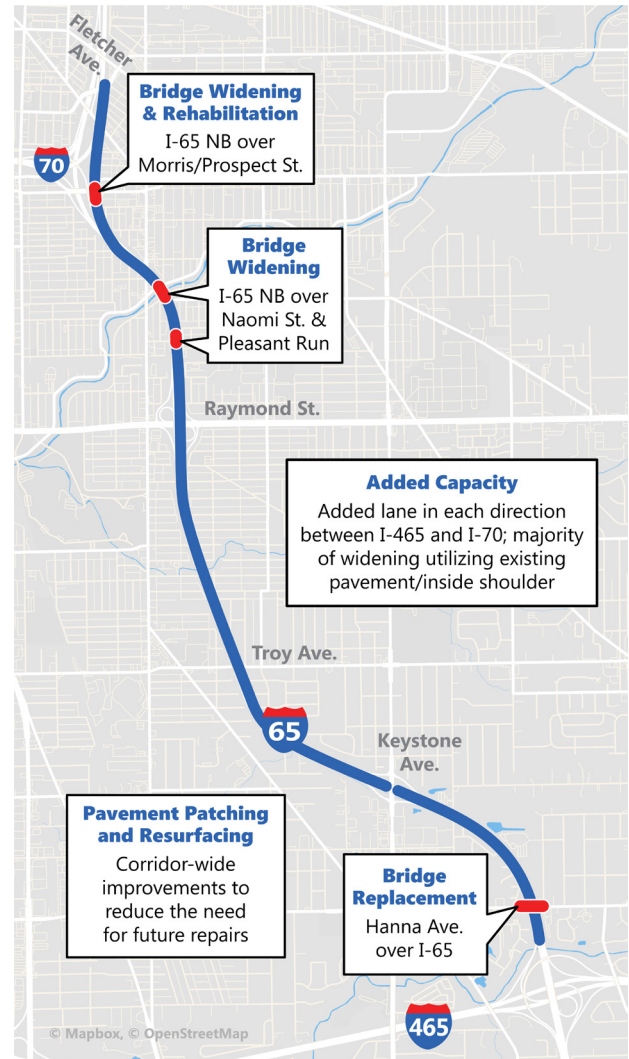 Fletcher
Ave.
Bridge Widening
& Rehabilitation
I-65 NB over
Morris/Prospect St.
70
Bridge
Widening
I-65 NB over
Naomi St. &
Pleasant Run
Raymond St.
Added Capacity
Added lane in each direction
between I-465 and I-70; majority
of widening utilizing existing
pavement/inside shoulder
Troy Ave.
65
Keystone
Ave.
Pavement Patching
and Resurfacing
Corridor-wide
improvements to
reduce the need
for future repairs
Bridge
Replacement
Hanna Ave.
over I-65
465
© Mapbox, © OpenStreetMap